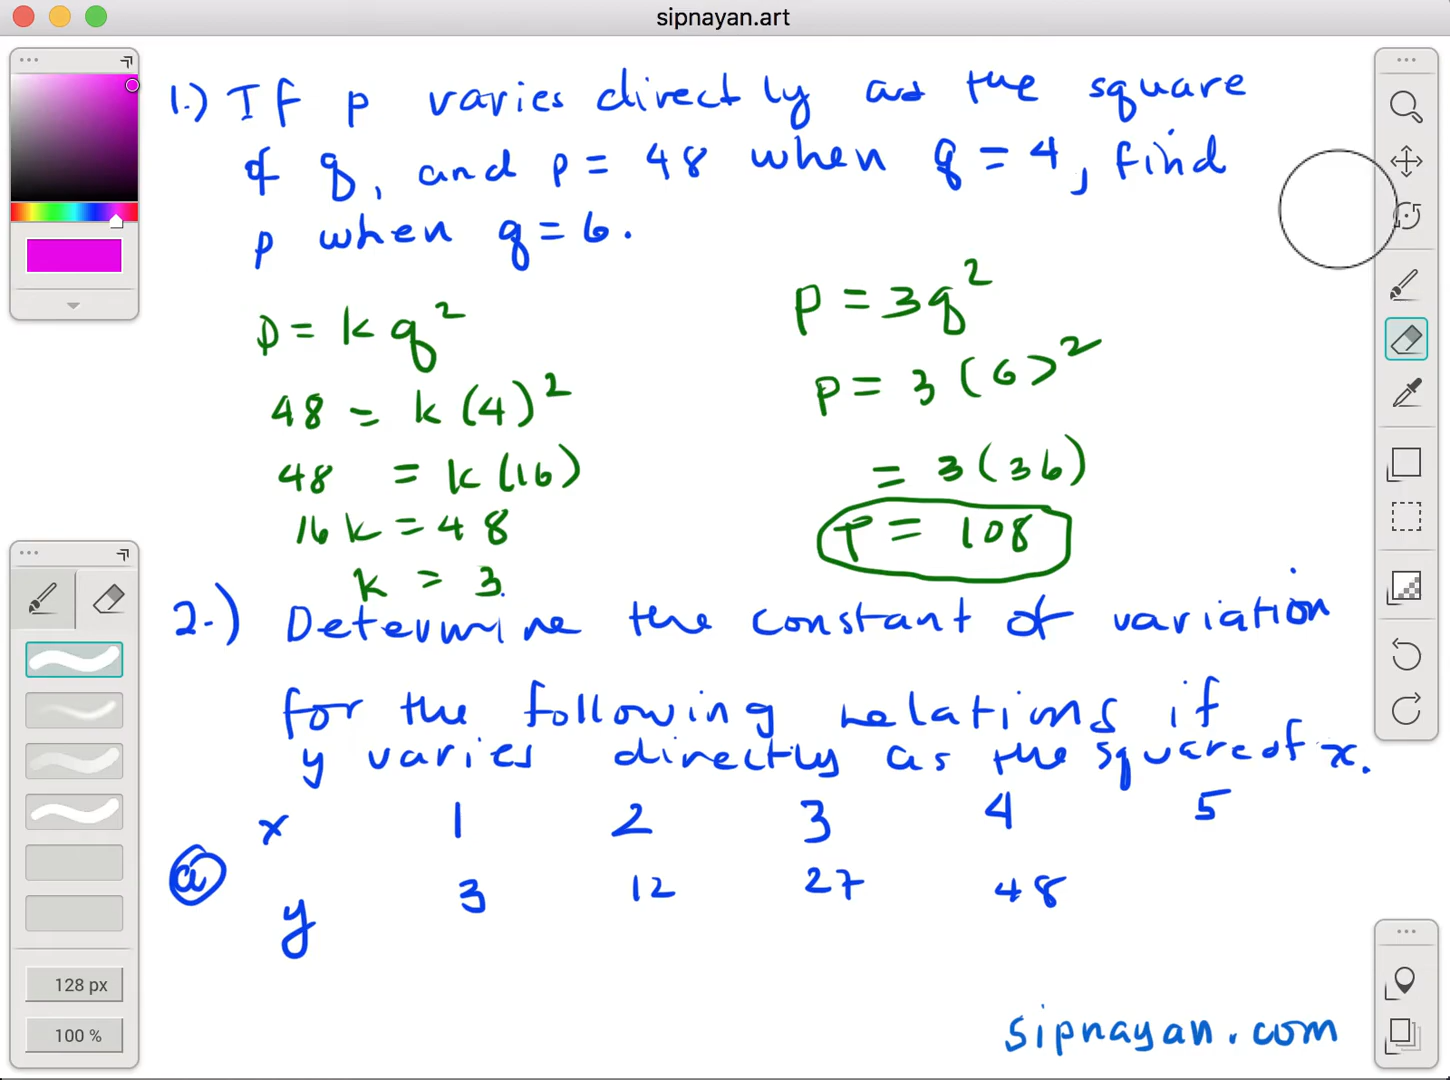 sipnayan.art
1.) If p varies directly as the square
of q, and p = 48 when q = 4, find
p when q = 6.
p = kq²
48 = k(4)²
48 = k(16)
16k = 48
k = 3
p = 3q²
p = 3(6)²
= 3(36)
P = 108
2.) Determine the constant of variation
for the following relations if
y varies directly as the square of x.
x 1 2 3 4 5
a
y 3 12 27 48
sipnayan.com
128 px
100 %